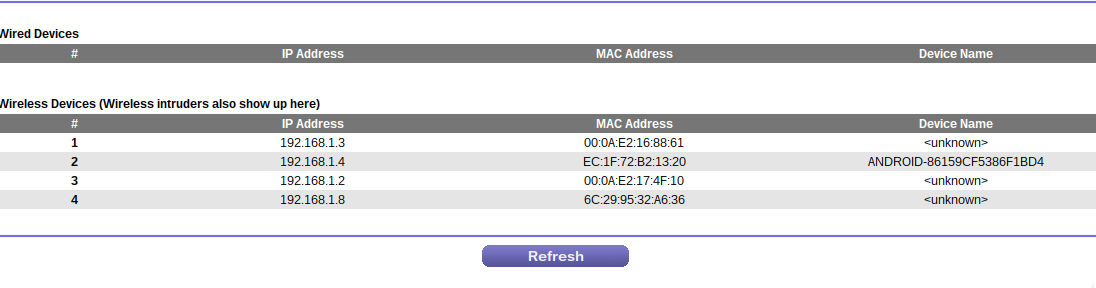 Wired Devices
# IP Address MAC Address Device Name
Wireless Devices (Wireless intruders also show up here)
# IP Address MAC Address Device Name
1 192.168.1.3 00:0A:E2:16:88:61 <unknown>
2 192.168.1.4 EC:1F:72:B2:13:20 ANDROID-86159CF5386F1BD4
3 192.168.1.2 00:0A:E2:17:4F:10 <unknown>
4 192.168.1.8 6C:29:95:32:A6:36 <unknown>
Refresh